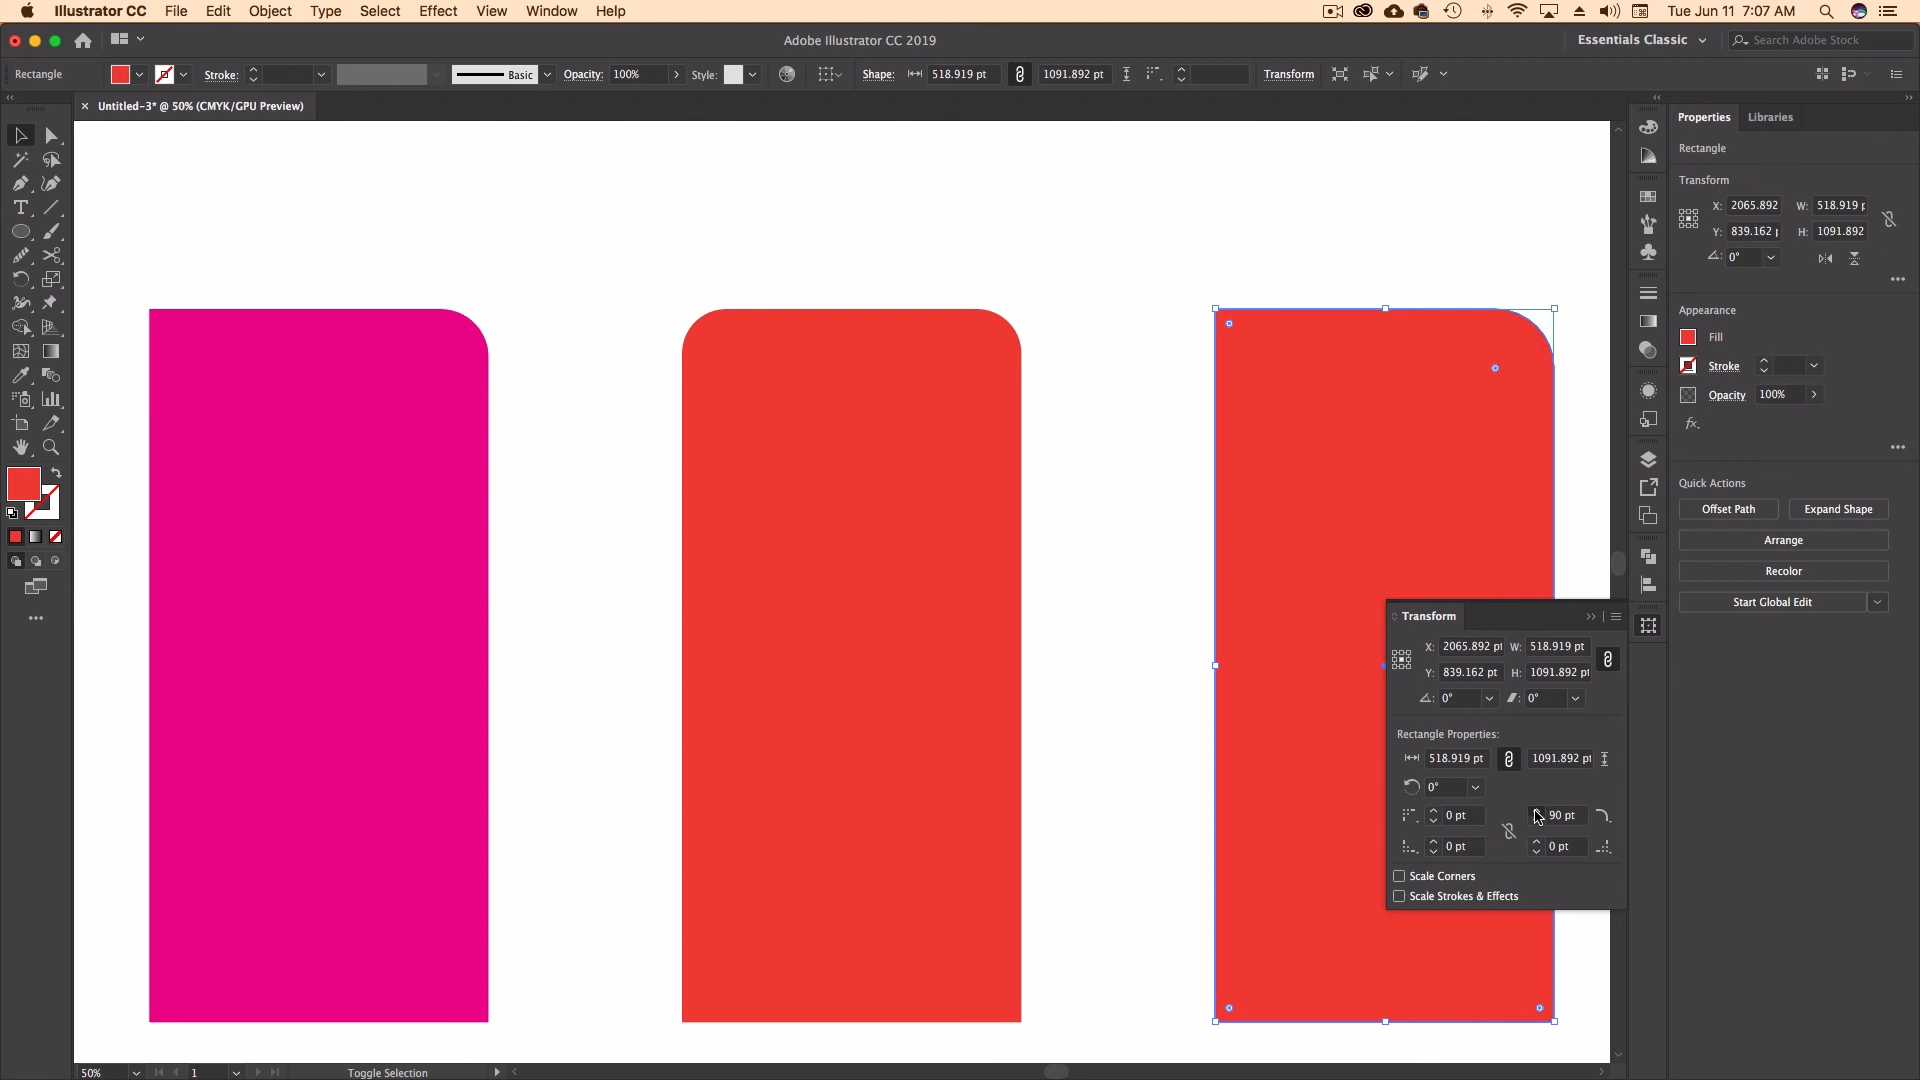 Illustrator CC File Edit Object Type Select Effect View Window Help Tue Jun 11 7:07 AM
Adobe Illustrator CC 2019 Essentials Classic Search Adobe Stock
Rectangle Stroke: Basic Opacity: 100% Style: Shape: 518.919 pt 1091.892 pt Transform
× Untitled-3* @ 50% (CMYK/GPU Preview)
Properties Libraries
Rectangle
Transform
X: 2065.892 W: 518.919 p
Y: 839.162 p H: 1091.892
0°
Appearance
Fill
Stroke
Opacity 100%
fx.
Quick Actions
Offset Path Expand Shape
Arrange
Recolor
Start Global Edit
Transform
X: 2065.892 pt W: 518.919 pt
Y: 839.162 pt H: 1091.892 pt
0° 0°
Rectangle Properties:
518.919 pt 1091.892 pt
0°
0 pt 90 pt
0 pt 0 pt
Scale Corners
Scale Strokes & Effects
50% 1 Toggle Selection